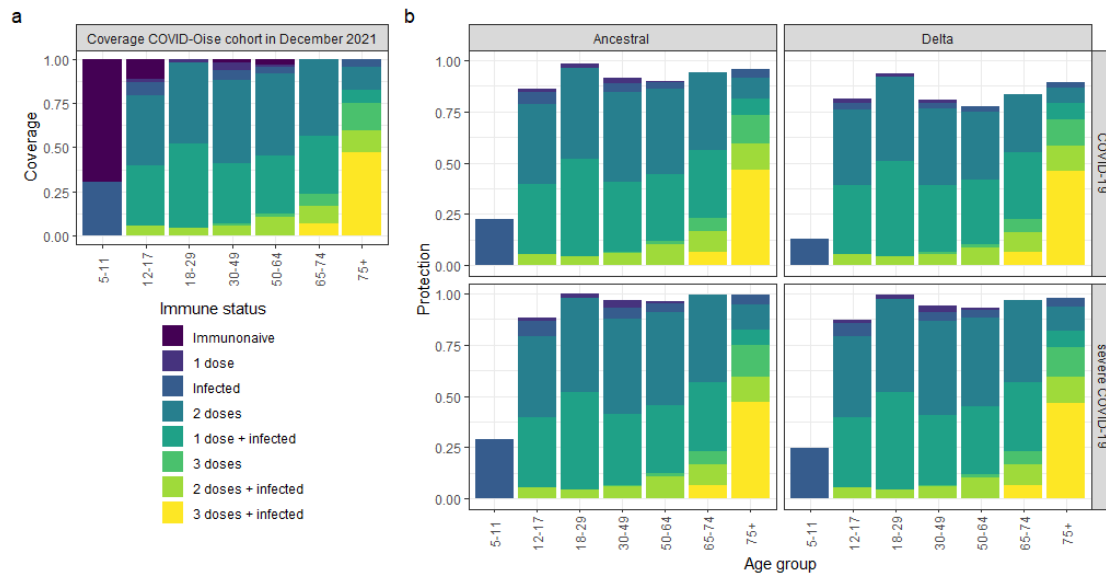 a
Coverage COVID-Oise cohort in December 2021
1.00
0.75
0.50
0.25
0.00
Coverage
5-11
12-17
18-29
30-49
50-64
65-74
75+
Immune status
Immunonaive
1 dose
Infected
2 doses
1 dose + infected
3 doses
2 doses + infected
3 doses + infected
b
Ancestral
Delta
1.00
0.75
0.50
0.25
0.00
COVID-19
Protection
1.00
0.75
0.50
0.25
0.00
severe COVID-19
5-11
12-17
18-29
30-49
50-64
65-74
75+
5-11
12-17
18-29
30-49
50-64
65-74
75+
Age group